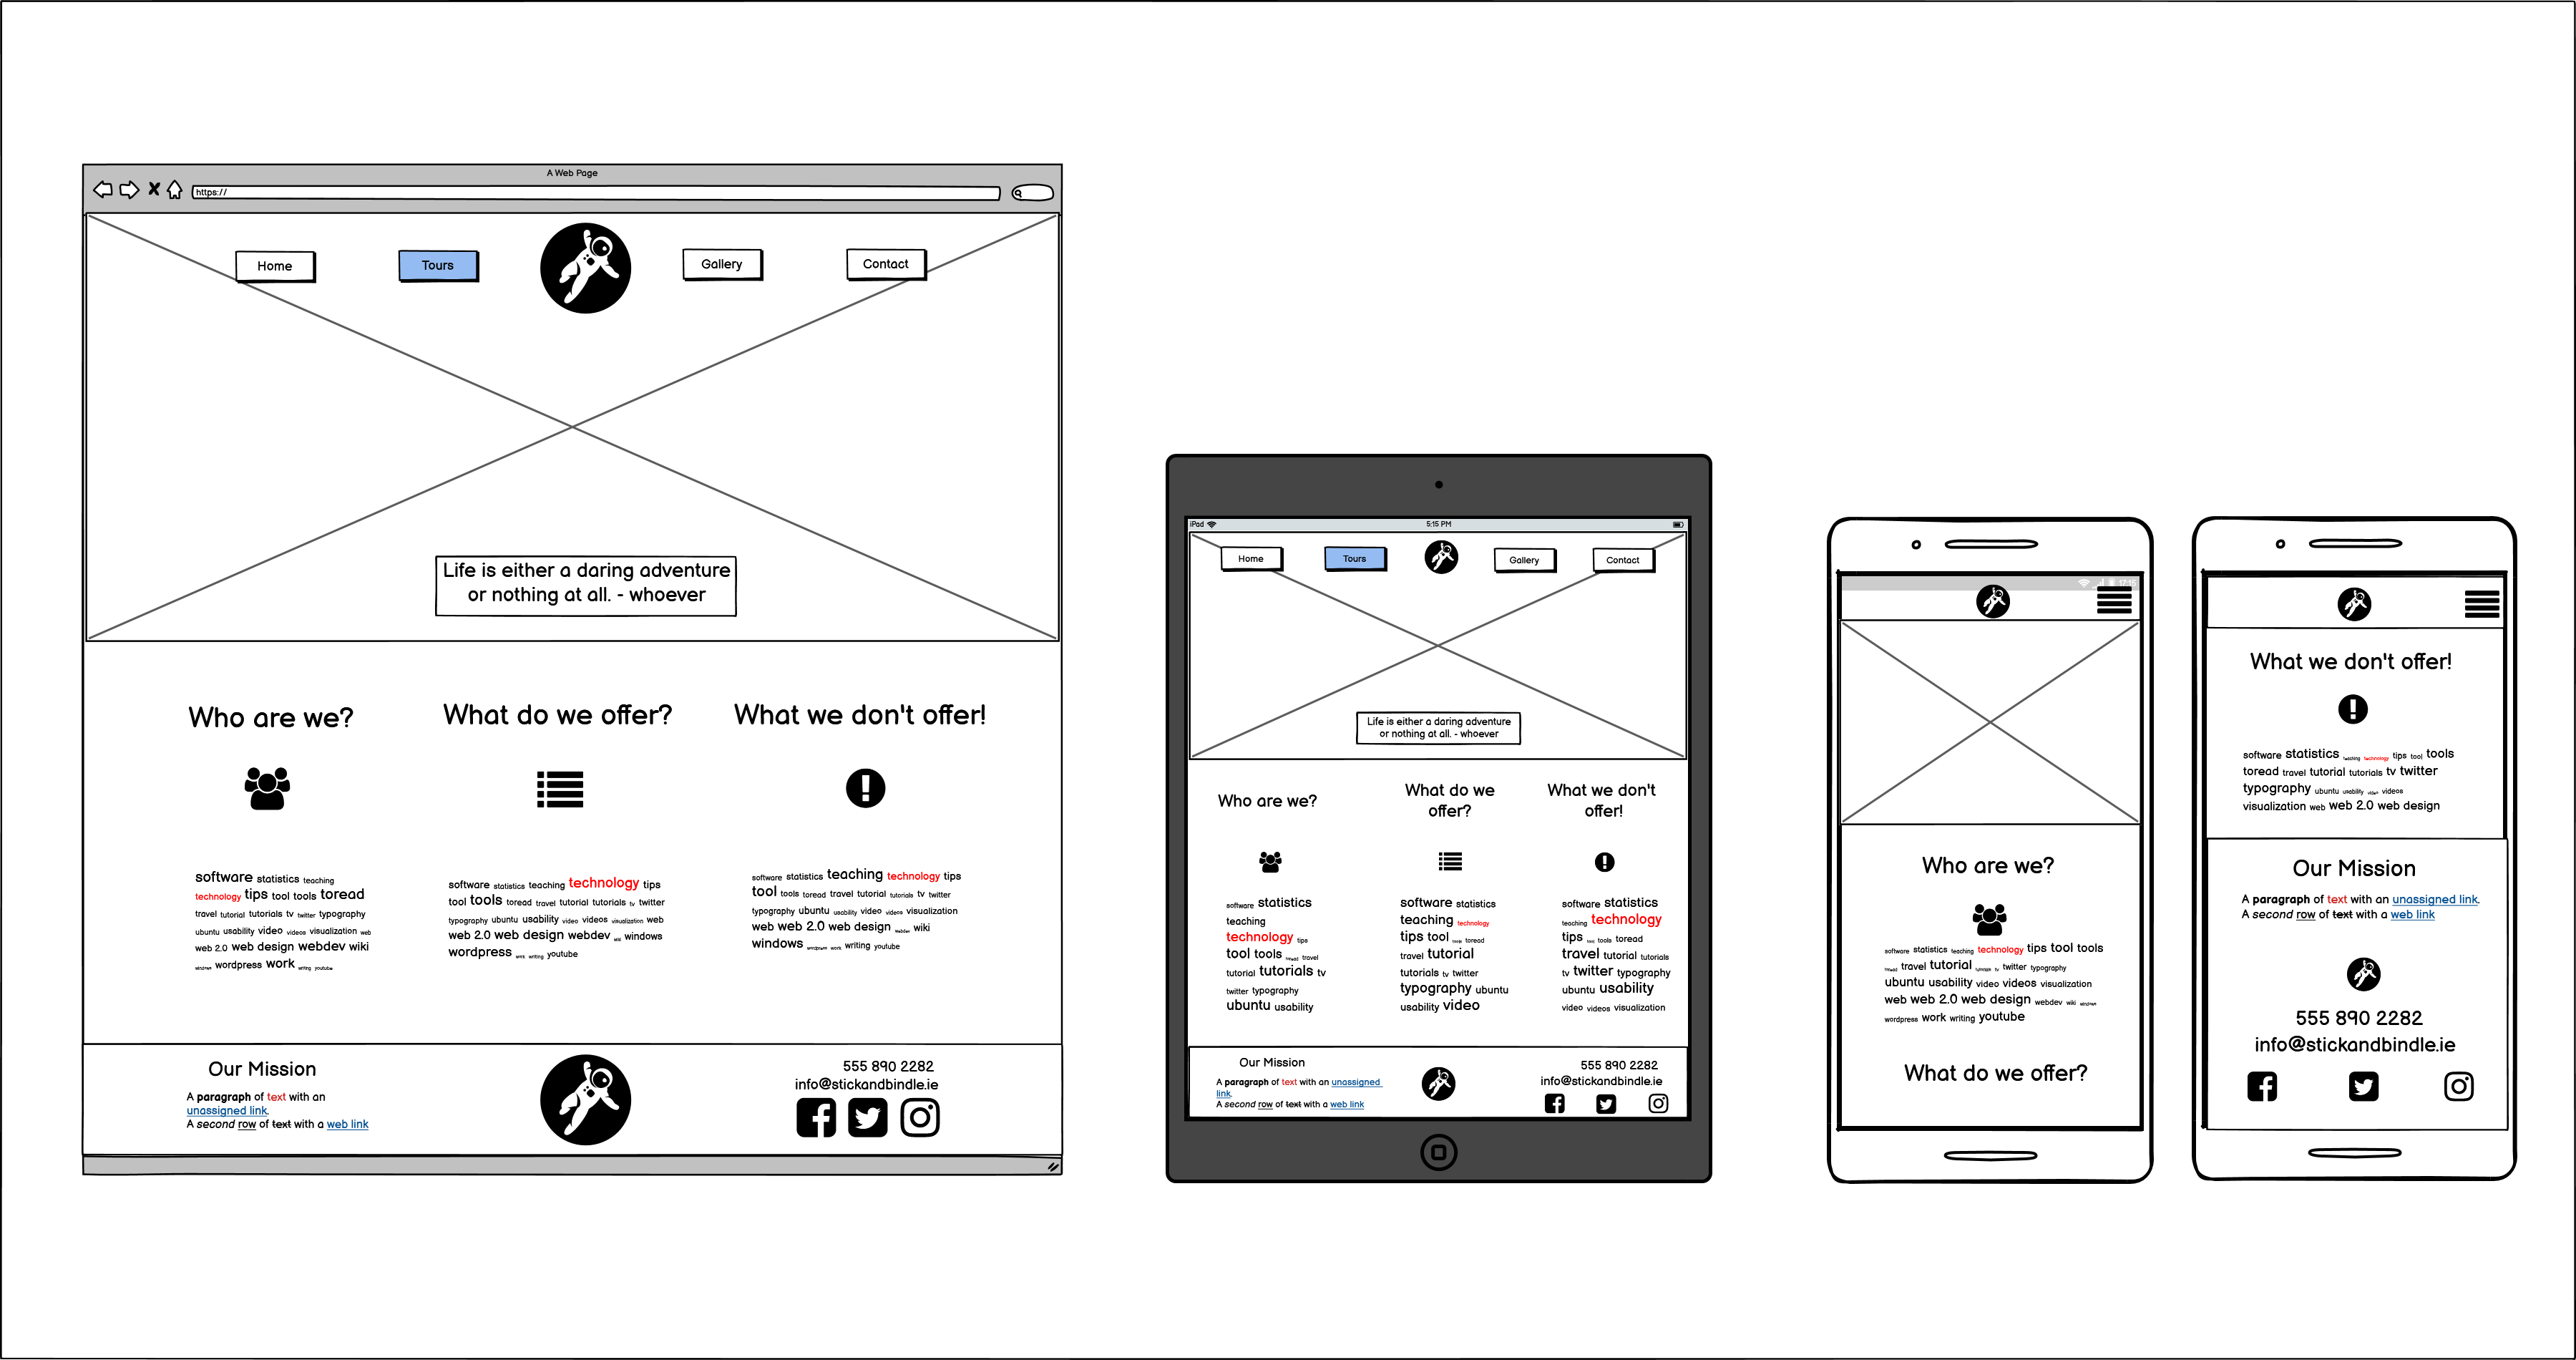 A Web Page
https://
Home
Tours
Gallery
Contact
Life is either a daring adventure
or nothing at all. - whoever
Who are we?
What do we offer?
What we don't offer!
software statistics teaching
technology tips tool tools toread
travel tutorial tutorials tv twitter typography
ubuntu usability video videos visualization web
web 2.0 web design webdev wiki
windows wordpress work writing youtube
software statistics teaching technology tips
tool tools toread travel tutorial tutorials tv twitter
typography ubuntu usability video videos visualization web
web 2.0 web design webdev wiki windows
wordpress work writing youtube
software statistics teaching technology tips
tool tools toread travel tutorial tutorials tv twitter
typography ubuntu usability video videos visualization
web web 2.0 web design webdev wiki
windows wordpress work writing youtube
Our Mission
A paragraph of text with an
unassigned link.
A second row of text with a web link
555 890 2282
info@stickandbindle.ie
iPad
5:15 PM
Home
Tours
Gallery
Contact
Life is either a daring adventure
or nothing at all. - whoever
Who are we?
What do we
offer?
What we don't
offer!
software statistics
teaching
technology tips
tool tools toread travel
tutorial tutorials tv
twitter typography
ubuntu usability
software statistics
teaching technology
tips tool tools toread
travel tutorial
tutorials tv twitter
typography ubuntu
usability video
software statistics
teaching technology
tips tool tools toread
travel tutorial tutorials
tv twitter typography
ubuntu usability
video videos visualization
Our Mission
A paragraph of text with an unassigned
link.
A second row of text with a web link
555 890 2282
info@stickandbindle.ie
Who are we?
software statistics teaching technology tips tool tools
toread travel tutorial tutorials tv twitter typography
ubuntu usability video videos visualization
web web 2.0 web design webdev wiki windows
wordpress work writing youtube
What do we offer?
What we don't offer!
software statistics teaching technology tips tool tools
toread travel tutorial tutorials tv twitter
typography ubuntu usability video videos
visualization web web 2.0 web design
Our Mission
A paragraph of text with an unassigned link.
A second row of text with a web link
555 890 2282
info@stickandbindle.ie